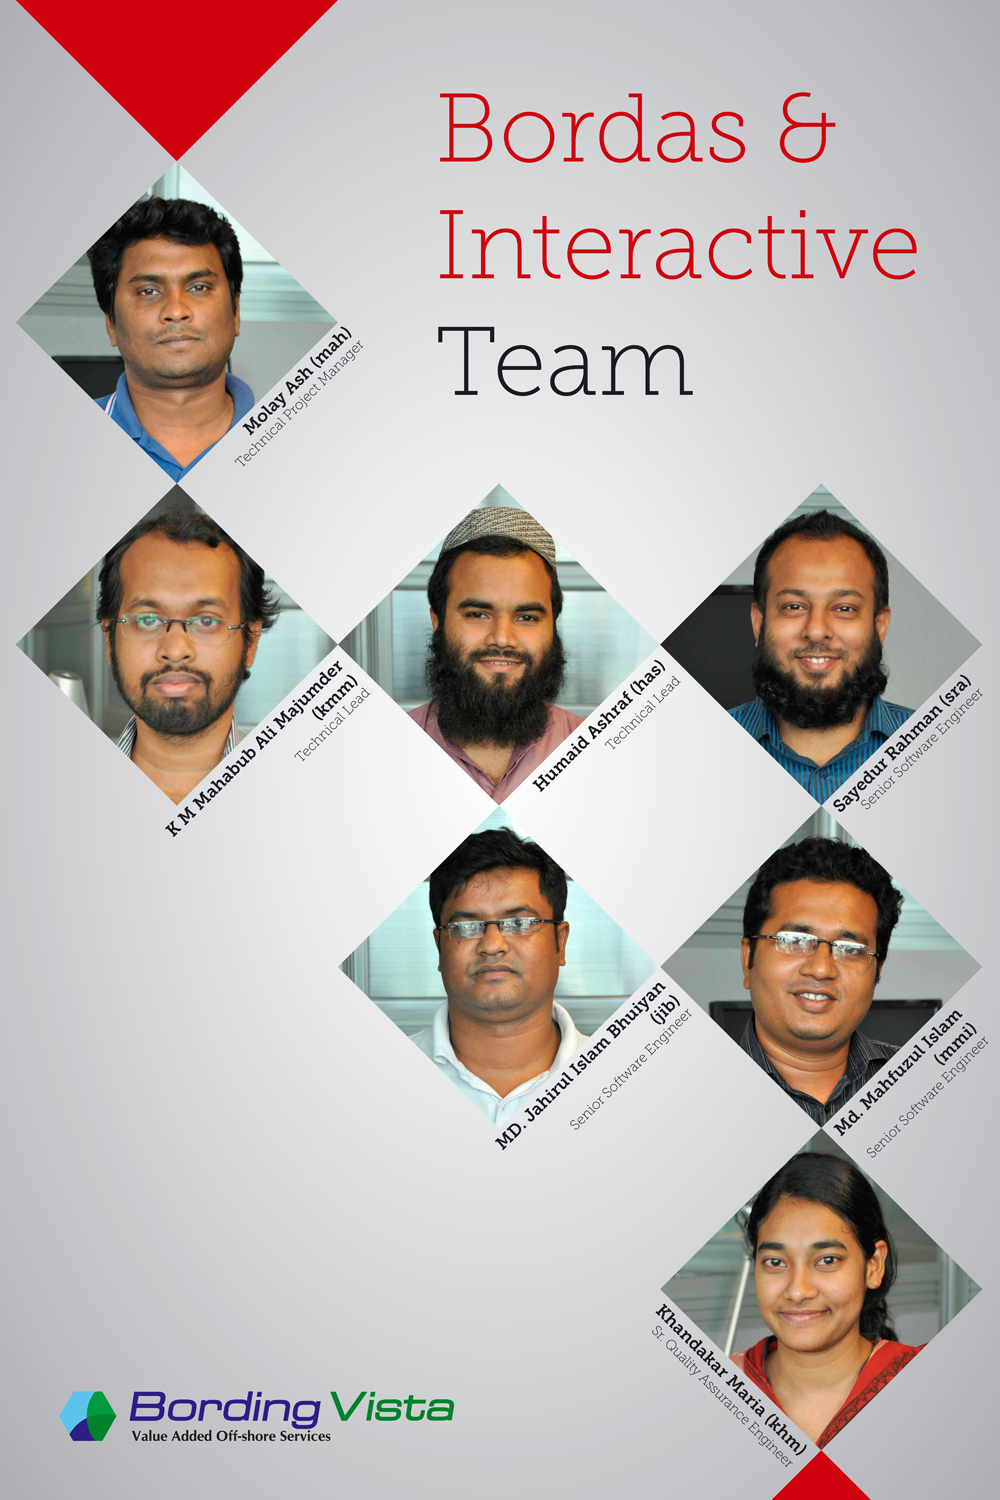 Bordas &
Interactive
Team
Molay Ash (mah)
Technical Project Manager
K M Mahabub Ali Majumder
(kmm)
Technical Lead
Humaid Ashraf (has)
Technical Lead
Sayedur Rahman (sra)
Senior Software Engineer
MD. Jahirul Islam Bhuiyan
(jib)
Senior Software Engineer
Md. Mahfuzul Islam
(mmi)
Senior Software Engineer
Khandakar Maria (khm)
Sr. Quality Assurance Engineer
Bording Vista
Value Added Off-shore Services